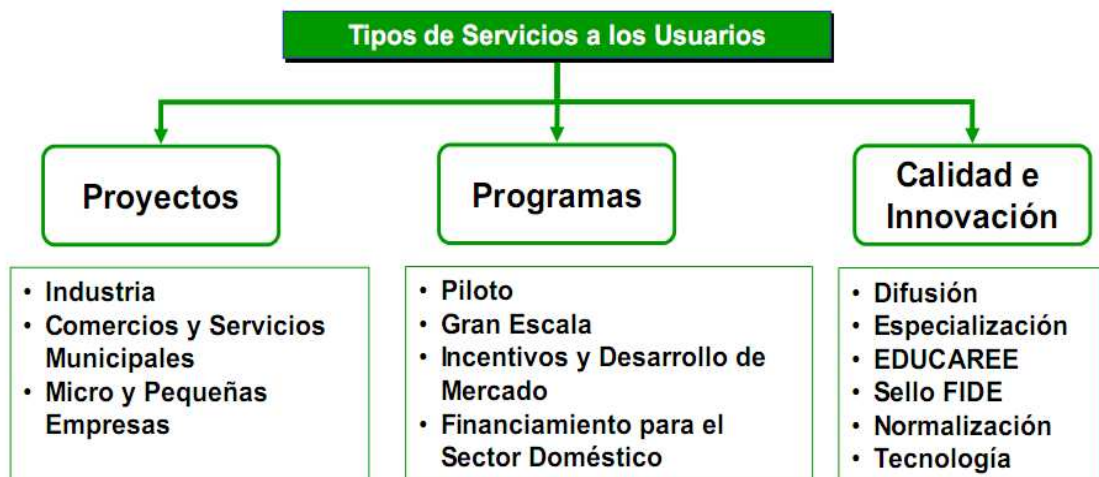 Tipos de Servicios a los Usuarios
Proyectos
• Industria
• Comercios y Servicios
Municipales
• Micro y Pequeñas
Empresas
Programas
• Piloto
• Gran Escala
• Incentivos y Desarrollo de
Mercado
• Financiamiento para el
Sector Doméstico
Calidad e
Innovación
• Difusión
• Especialización
• EDUCAREE
• Sello FIDE
• Normalización
• Tecnología